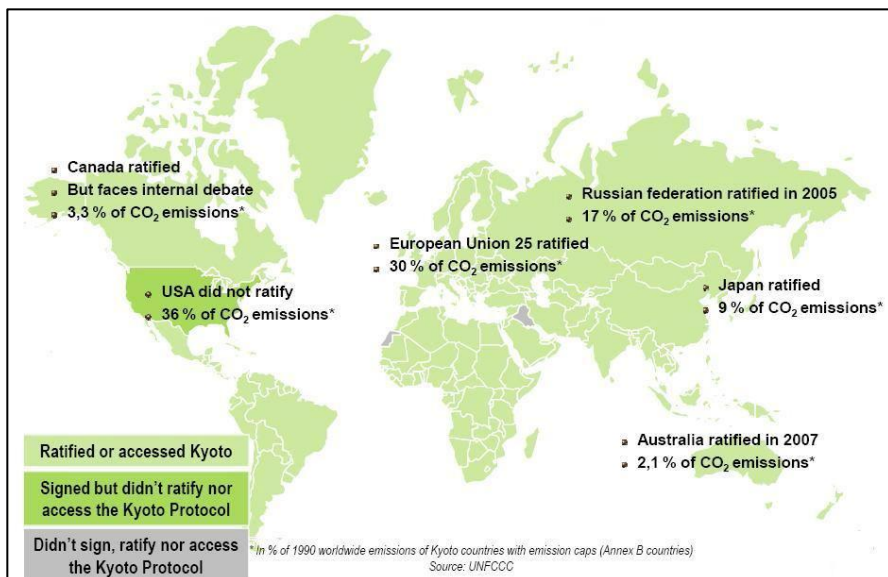 Canada ratified
But faces internal debate
3,3 % of CO₂ emissions*
Russian federation ratified in 2005
17 % of CO₂ emissions*
European Union 25 ratified
30 % of CO₂ emissions*
USA did not ratify
36 % of CO₂ emissions*
Japan ratified
9 % of CO₂ emissions*
Australia ratified in 2007
2,1 % of CO₂ emissions*
Ratified or accessed Kyoto
Signed but didn't ratify nor
access the Kyoto Protocol
Didn't sign, ratify nor access
the Kyoto Protocol
* In % of 1990 worldwide emissions of Kyoto countries with emission caps (Annex B countries)
Source: UNFCCC